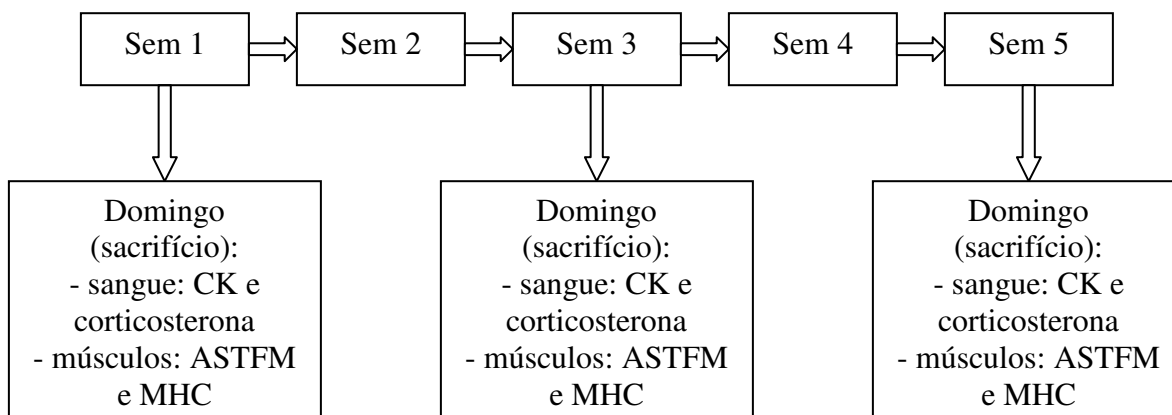 Sem 1
Sem 2
Sem 3
Sem 4
Sem 5
Domingo
(sacrifício):
- sangue: CK e
corticosterona
- músculos: ASTFM
e MHC
Domingo
(sacrifício):
- sangue: CK e
corticosterona
- músculos: ASTFM
e MHC
Domingo
(sacrifício):
- sangue: CK e
corticosterona
- músculos: ASTFM
e MHC